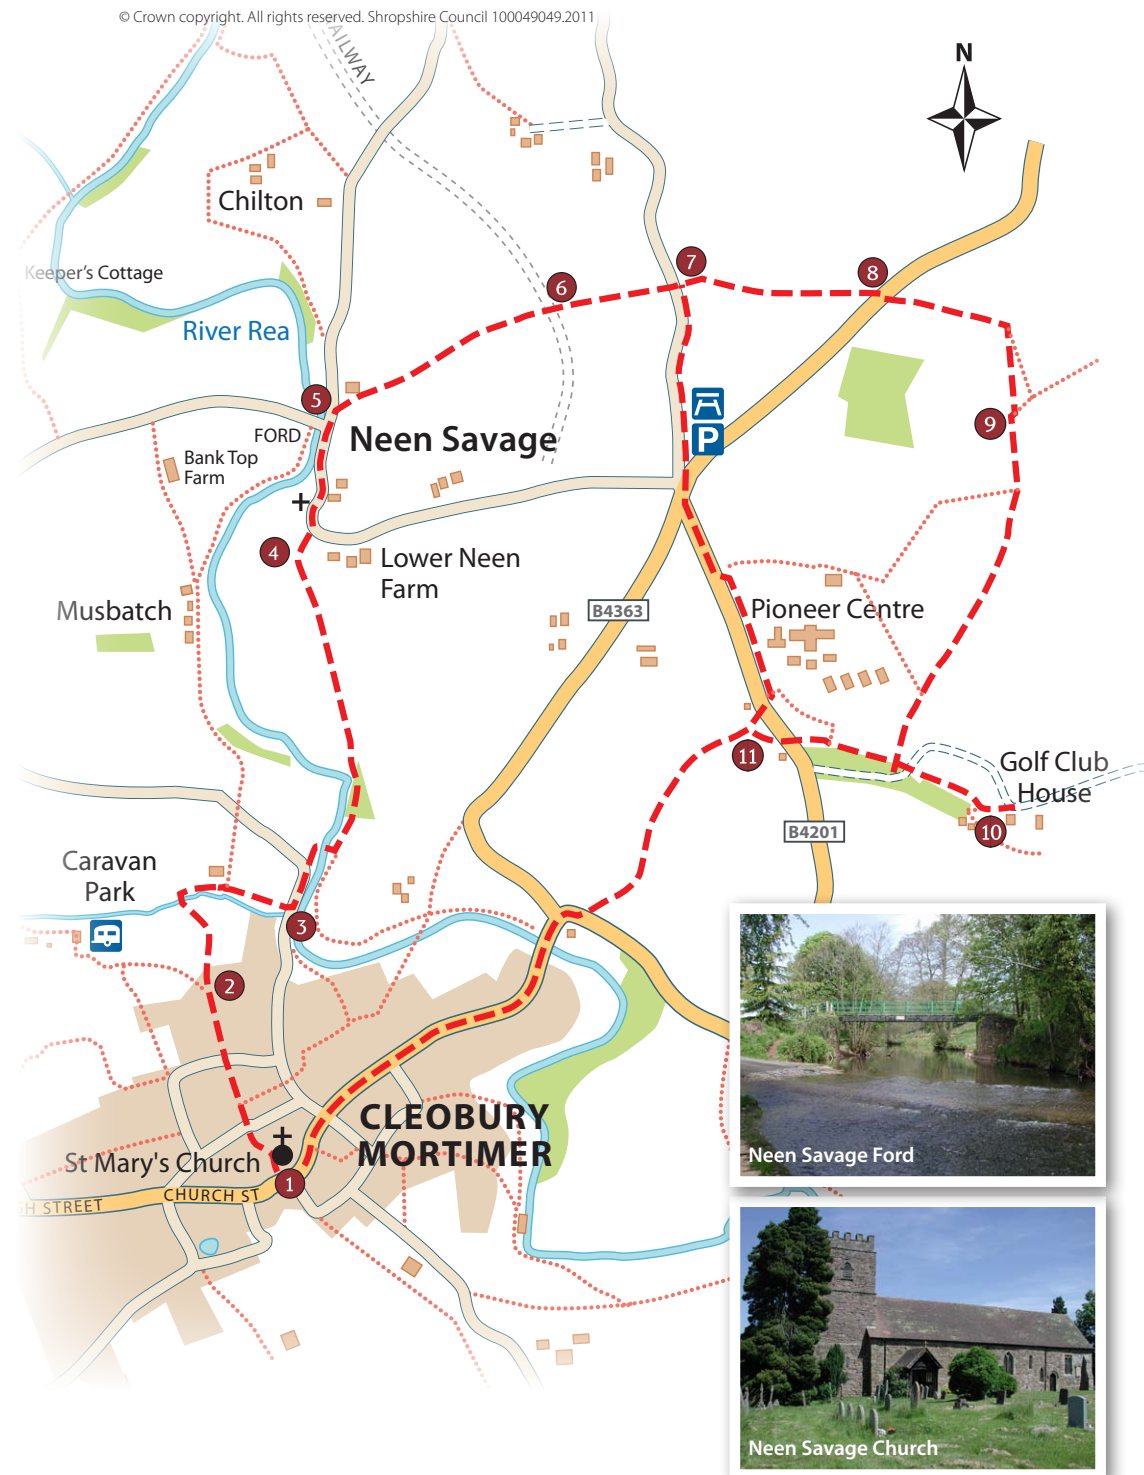 © Crown copyright. All rights reserved. Shropshire Council 100049049.2011
AILWAY
N
Chilton
Keeper's Cottage
River Rea
7
8
6
5
P
FORD
Neen Savage
9
Bank Top
Farm
4
Lower Neen
Farm
Musbatch
B4363
Pioneer Centre
11
Golf Club
House
10
B4201
Caravan
Park
3
2
CLEOBURY
MORTIMER
St Mary's Church
1
CHURCH ST
H STREET
Neen Savage Ford
Neen Savage Church